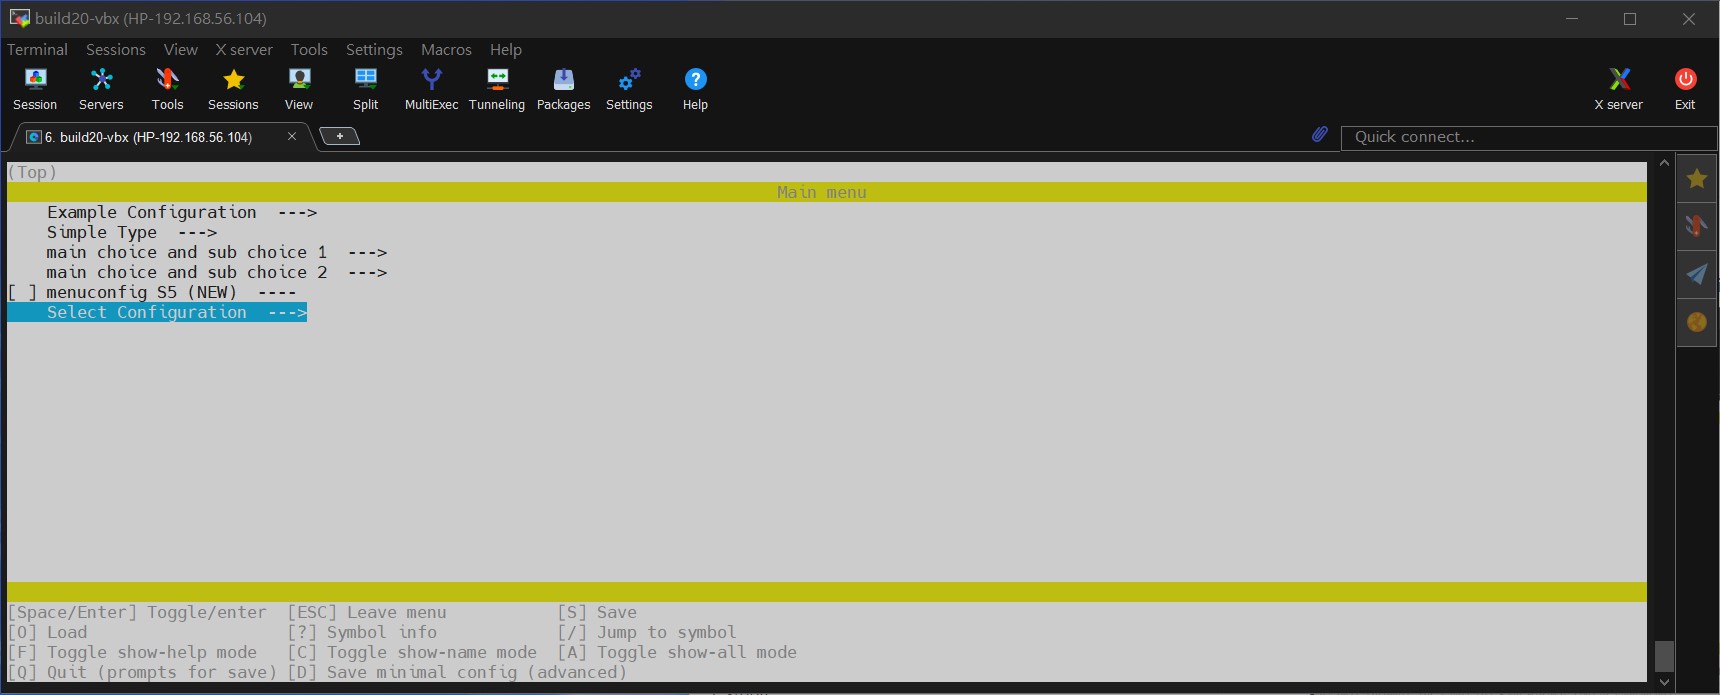 build20-vbx (HP-192.168.56.104)
Terminal Sessions View X server Tools Settings Macros Help
Session Servers Tools Sessions View Split MultiExec Tunneling Packages Settings Help X server Exit
6. build20-vbx (HP-192.168.56.104) Quick connect...
(Top)
Main menu
Example Configuration --->
Simple Type --->
main choice and sub choice 1 --->
main choice and sub choice 2 --->
[ ] menuconfig S5 (NEW) ----
Select Configuration --->
[Space/Enter] Toggle/enter [ESC] Leave menu [S] Save
[O] Load [?] Symbol info [/] Jump to symbol
[F] Toggle show-help mode [C] Toggle show-name mode [A] Toggle show-all mode
[Q] Quit (prompts for save) [D] Save minimal config (advanced)